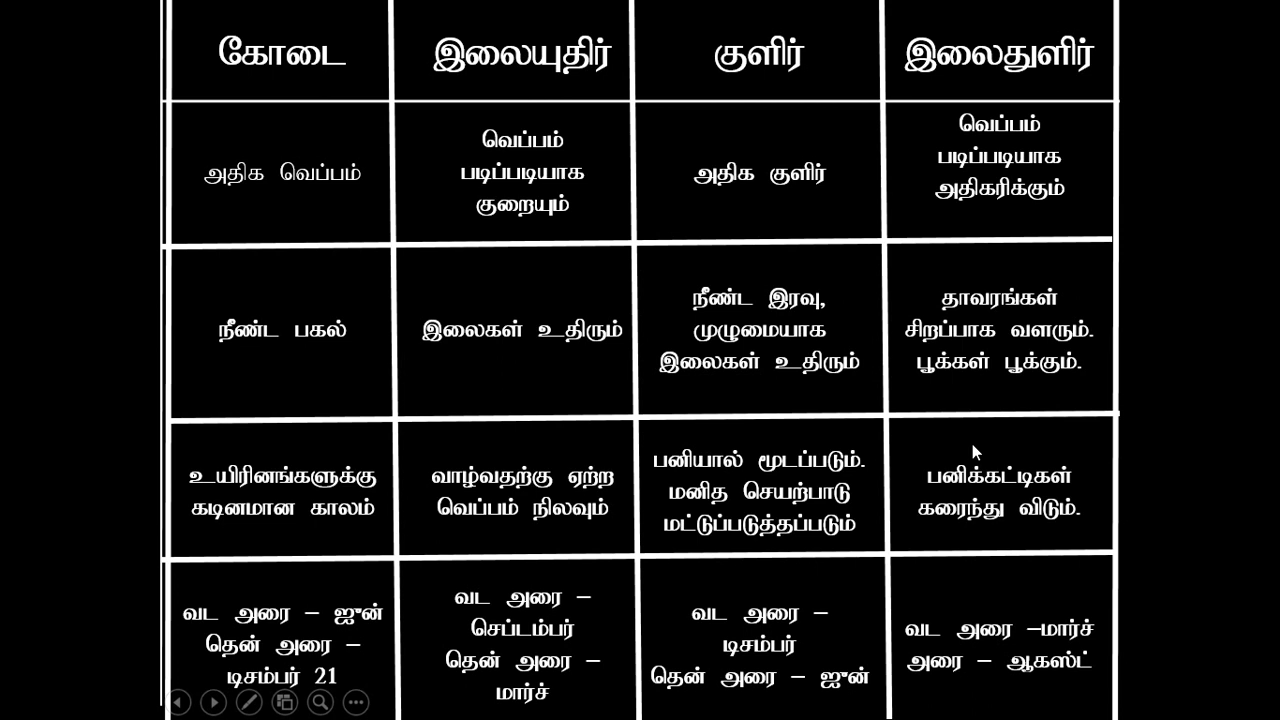 கோடை
இலையுதிர்
குளிர்
இலைதுளிர்
அதிக வெப்பம்
வெப்பம்
படிப்படியாக
குறையும்
அதிக குளிர்
வெப்பம்
படிப்படியாக
அதிகரிக்கும்
நீண்ட பகல்
இலைகள் உதிரும்
நீண்ட இரவு,
முழுமையாக
இலைகள் உதிரும்
தாவரங்கள்
சிறப்பாக வளரும்.
பூக்கள் பூக்கும்.
உயிரினங்களுக்கு
கடினமான காலம்
வாழ்வதற்கு ஏற்ற
வெப்பம் நிலவும்
பனியால் மூடப்படும்.
மனித செயற்பாடு
மட்டுப்படுத்தப்படும்
பனிக்கட்டிகள்
கரைந்து விடும்.
வட அரை – ஜுன்
தென் அரை –
டிசம்பர் 21
வட அரை –
செப்டம்பர்
தென் அரை –
மார்ச்
வட அரை –
டிசம்பர்
தென் அரை – ஜுன்
வட அரை –மார்ச்
அரை – ஆகஸ்ட்